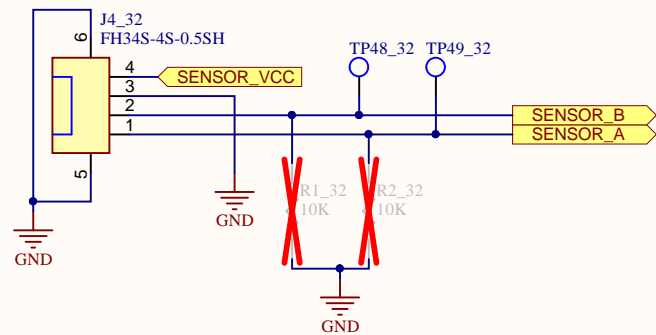 J4_32
FH34S-4S-0.5SH
6
TP48_32
TP49_32
4
SENSOR_VCC
3
2
SENSOR_B
1
SENSOR_A
5
R1_32
10K
R2_32
10K
GND
GND
GND